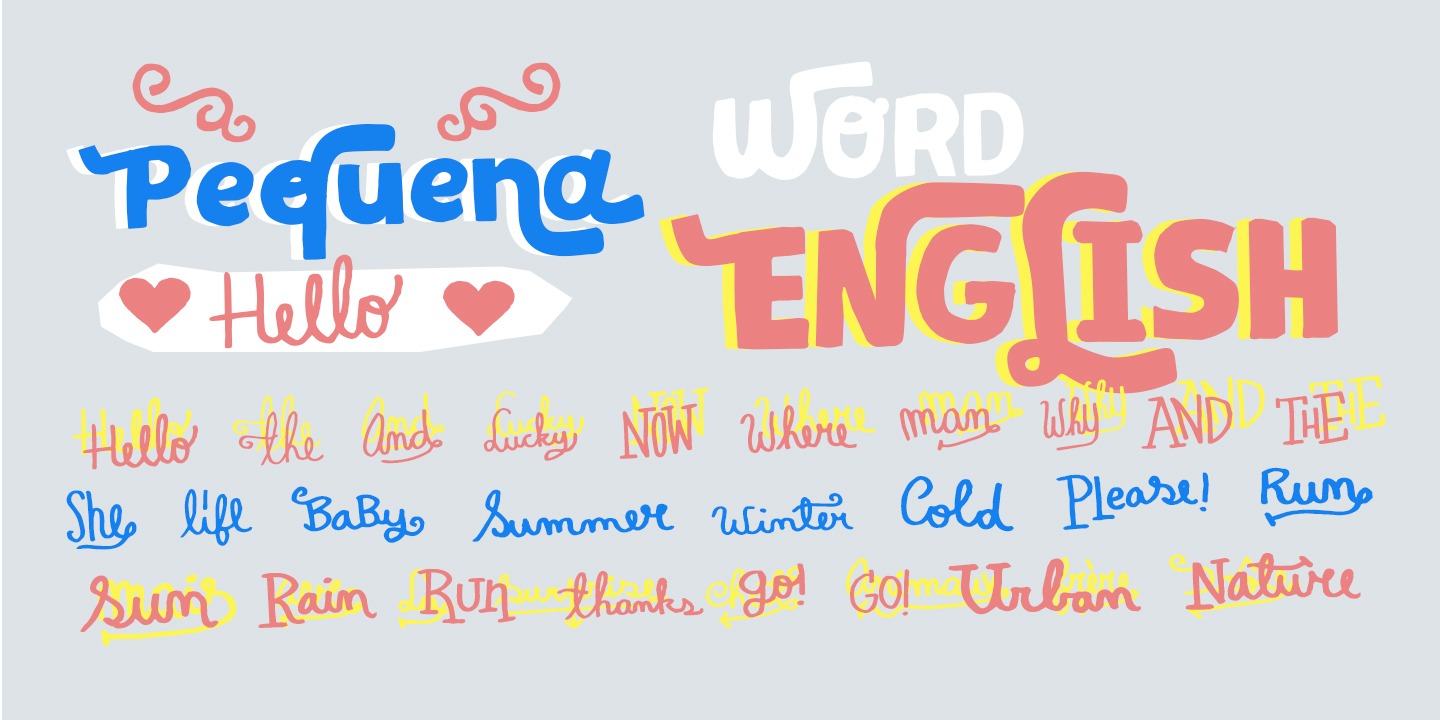 Pequena
Hello
WORD
ENGLISH
Hello the And Lucky NOW Where man Why AND THE
She life BaBy Summer Winter Cold PLease! Run
Sun Rain RUn thanks go! GO! Urban Nature